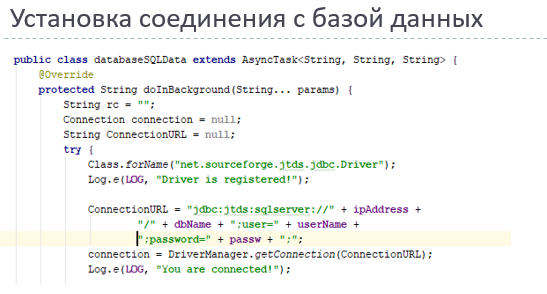 Установка соединения с базой данных
public class databaseSQLData extends AsyncTask<String, String, String> {
@Override
protected String doInBackground(String... params) {
String rc = "";
Connection connection = null;
String ConnectionURL = null;
try {
Class.forName("net.sourceforge.jtds.jdbc.Driver");
Log.e(LOG, "Driver is registered!");
ConnectionURL = "jdbc:jtds:sqlserver://" + ipAddress +
"/" + dbName + ";user=" + userName +
";password=" + passw + ";";
connection = DriverManager.getConnection(ConnectionURL);
Log.e(LOG, "You are connected!");